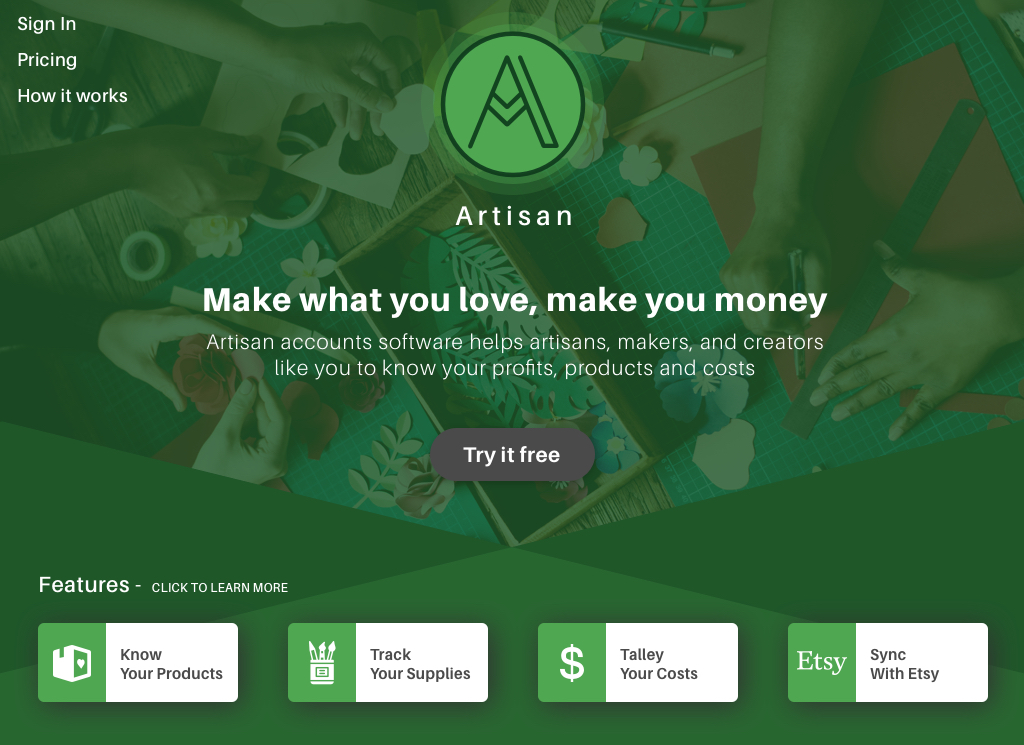 Sign In
Pricing
How it works
Artisan
Make what you love, make you money
Artisan accounts software helps artisans, makers, and creators
like you to know your profits, products and costs
Try it free
Features - CLICK TO LEARN MORE
Know
Your Products
Track
Your Supplies
$
Talley
Your Costs
Etsy
Sync
With Etsy